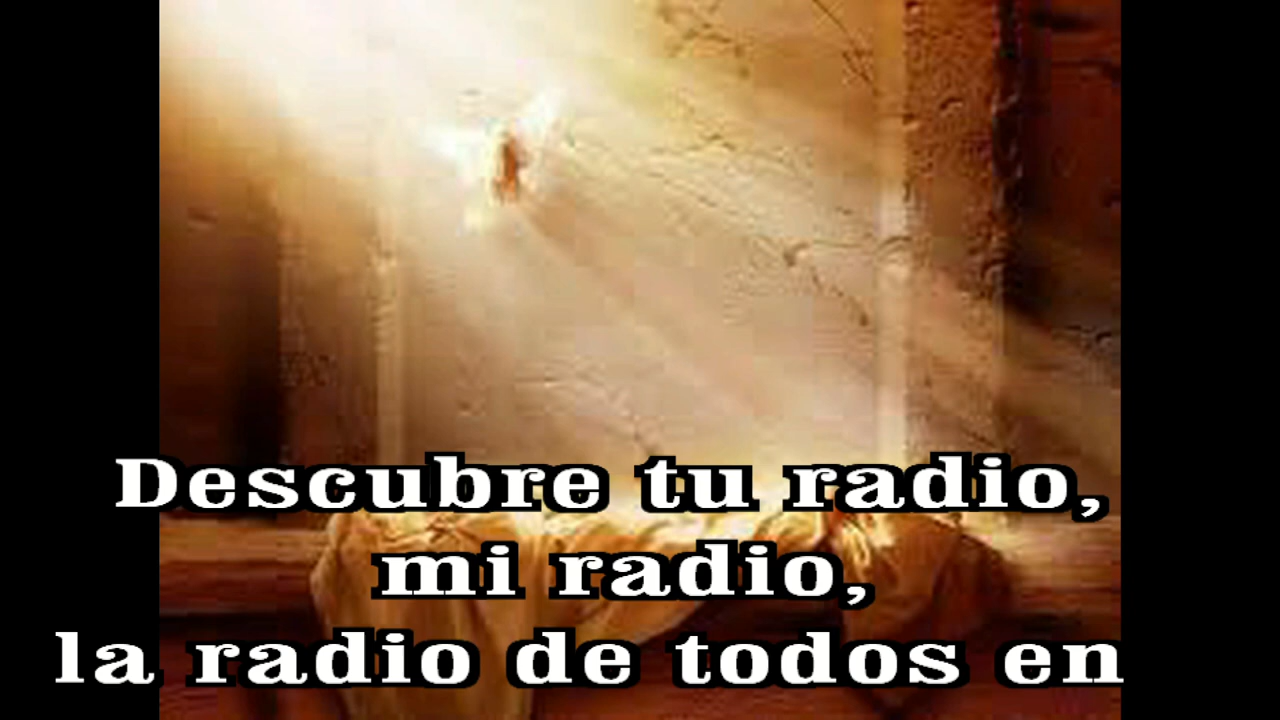 Descubre tu radio,
mi radio,
la radio de todos en